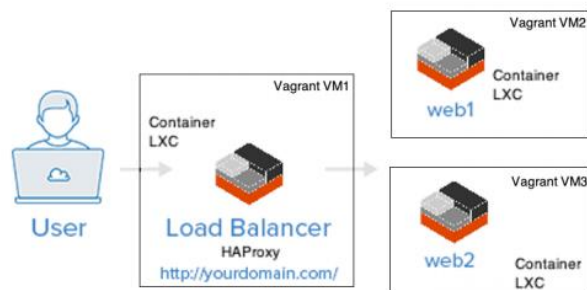 User
Vagrant VM1
Container
LXC
Load Balancer
HAProxy
http://yourdomain.com/
Vagrant VM2
Container
LXC
web1
Vagrant VM3
web2
Container
LXC